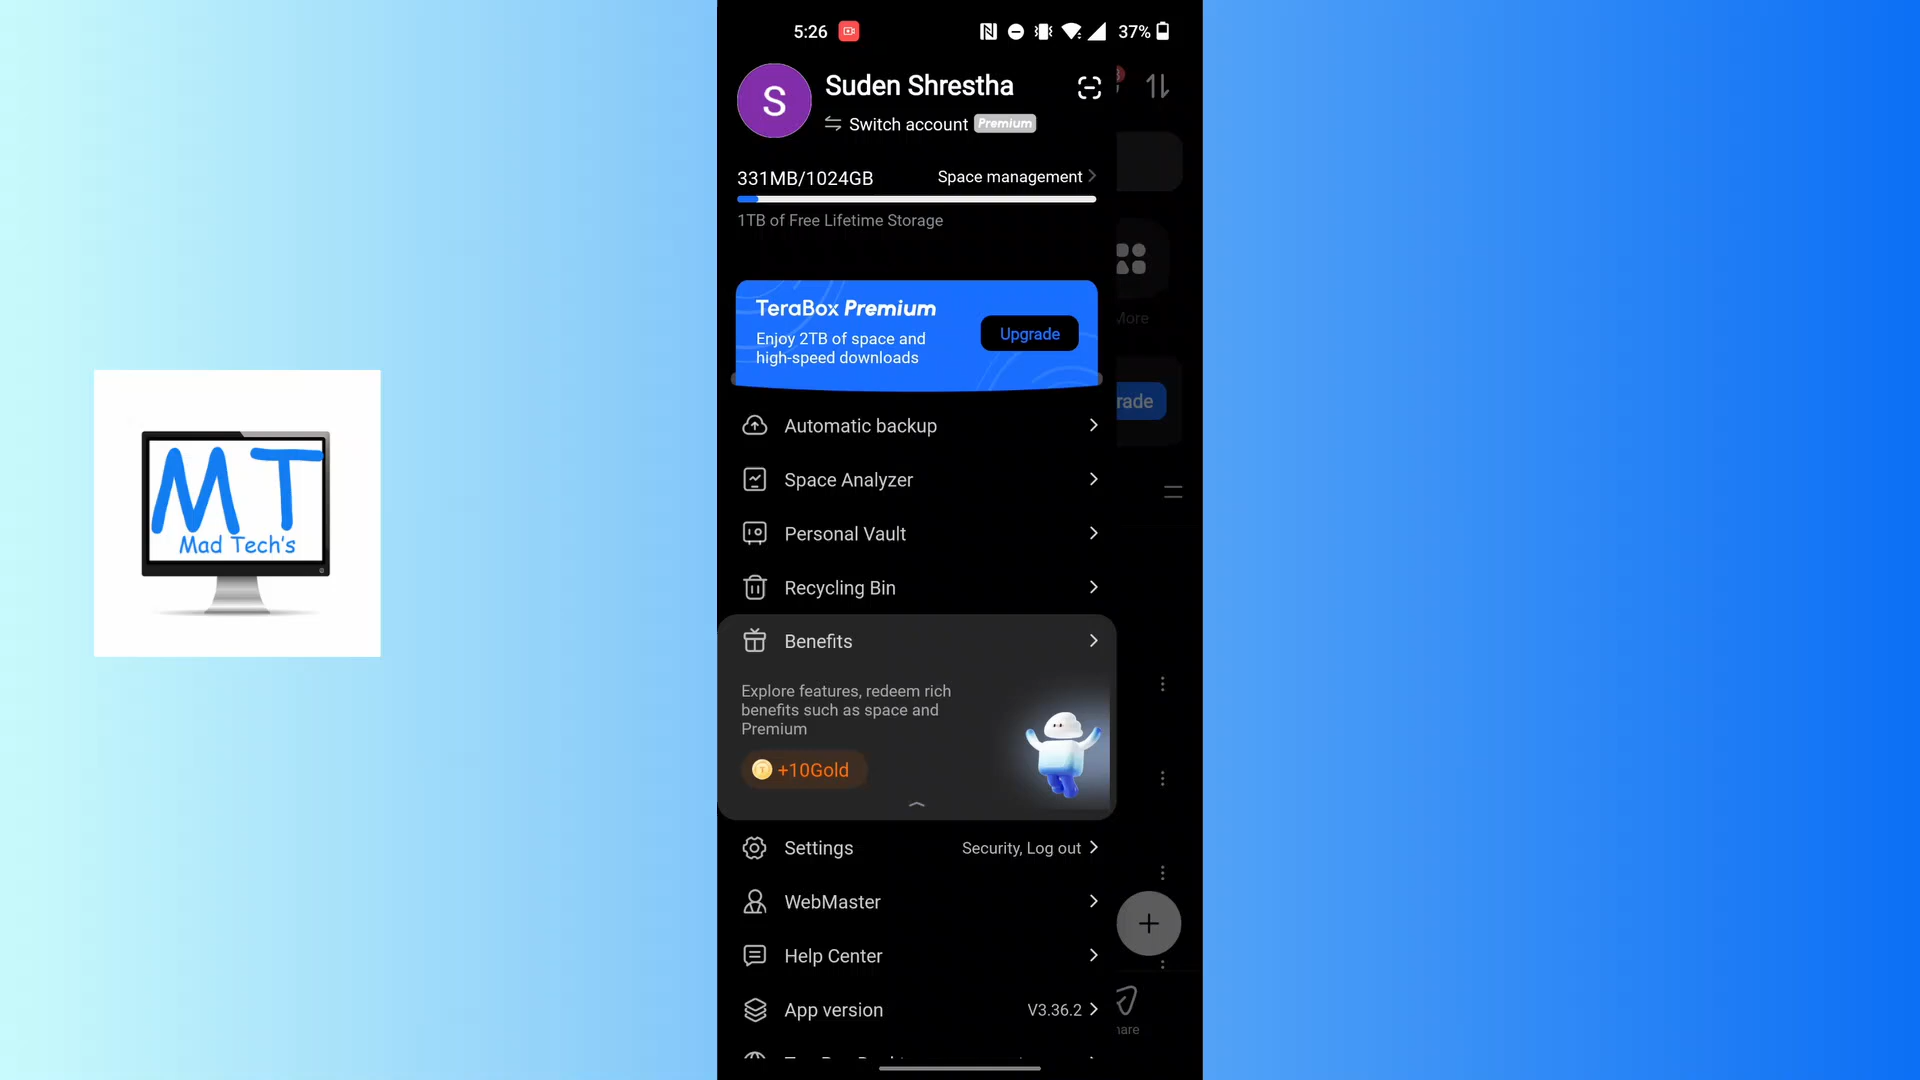 5:26
37%
S
Suden Shrestha
Switch account Premium
331MB/1024GB
Space management
1TB of Free Lifetime Storage
TeraBox Premium
Enjoy 2TB of space and
high-speed downloads
Upgrade
More
rade
Automatic backup
Space Analyzer
Personal Vault
Recycling Bin
Benefits
Explore features, redeem rich
benefits such as space and
Premium
+10Gold
Settings
Security, Log out
WebMaster
Help Center
App version
V3.36.2
hare
MT
Mad Tech's